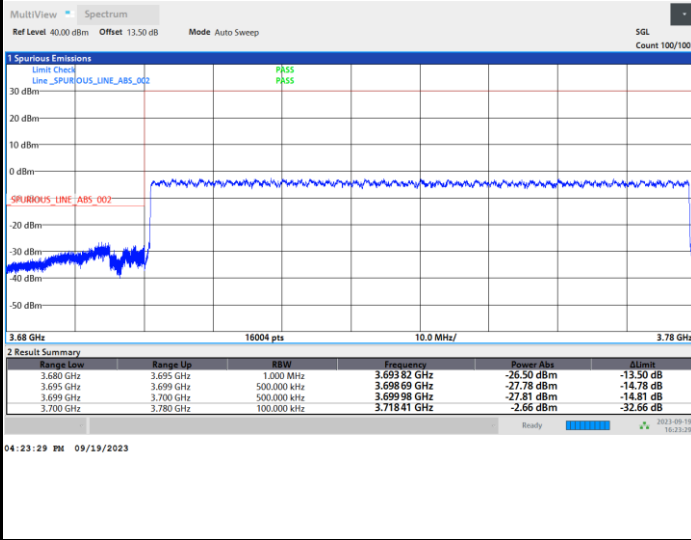 MultiView Spectrum
Ref Level 40.00 dBm Offset 13.50 dB Mode Auto Sweep SGL
Count 100/100
1 Spurious Emissions
Limit Check PASS
Line _SPURIOUS_LINE_ABS_002 PASS
30 dBm
20 dBm
10 dBm
0 dBm
_SPURIOUS_LINE_ABS_002
-20 dBm
-30 dBm
-40 dBm
-50 dBm
3.68 GHz 16004 pts 10.0 MHz/ 3.78 GHz
2 Result Summary
Range Low Range Up RBW Frequency Power Abs ΔLimit
3.680 GHz 3.695 GHz 1.000 MHz 3.693 82 GHz -26.50 dBm -13.50 dB
3.695 GHz 3.699 GHz 500.000 kHz 3.698 69 GHz -27.78 dBm -14.78 dB
3.699 GHz 3.700 GHz 500.000 kHz 3.699 98 GHz -27.81 dBm -14.81 dB
3.700 GHz 3.780 GHz 100.000 kHz 3.718 41 GHz -2.66 dBm -32.66 dB
Ready 2023-09-19
16:23:29
04:23:29 PM 09/19/2023